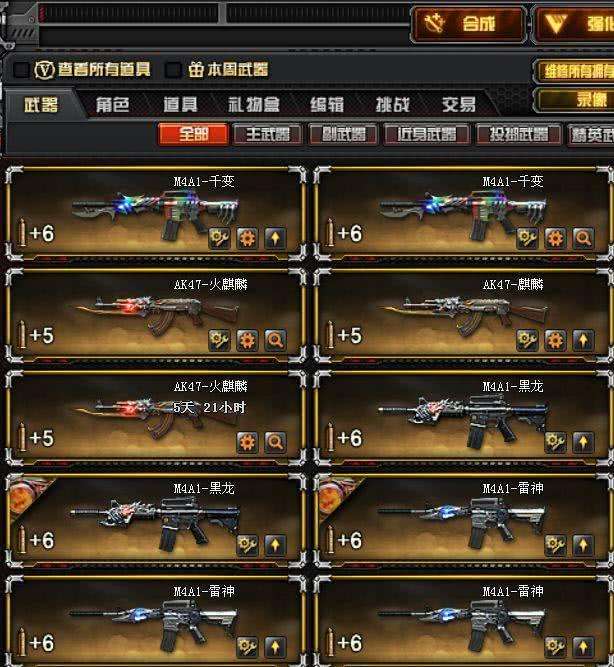 合成 强化
查看所有道具 本周武器 维修所有拥有
录像
武器 角色 道具 礼物盒 编辑 挑战 交易
全部 主武器 副武器 近身武器 投掷武器 精英武
M4A1-千变 M4A1-千变
+6 +6
AK47-火麒麟 AK47-麒麟
+5 +5
AK47-火麒麟 M4A1-黑龙
5天 21小时
+5 +6
M4A1-黑龙 M4A1-雷神
+6 +6
M4A1-雷神 M4A1-雷神
+6 +6